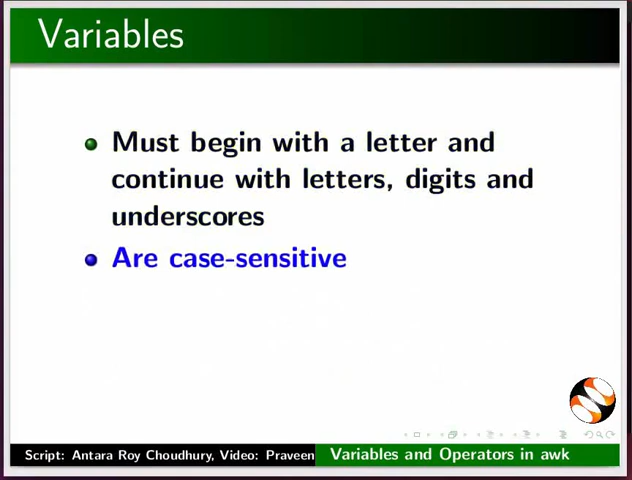 Variables
Must begin with a letter and
continue with letters, digits and
underscores
Are case-sensitive
Script: Antara Roy Choudhury, Video: Praveen
Variables and Operators in awk